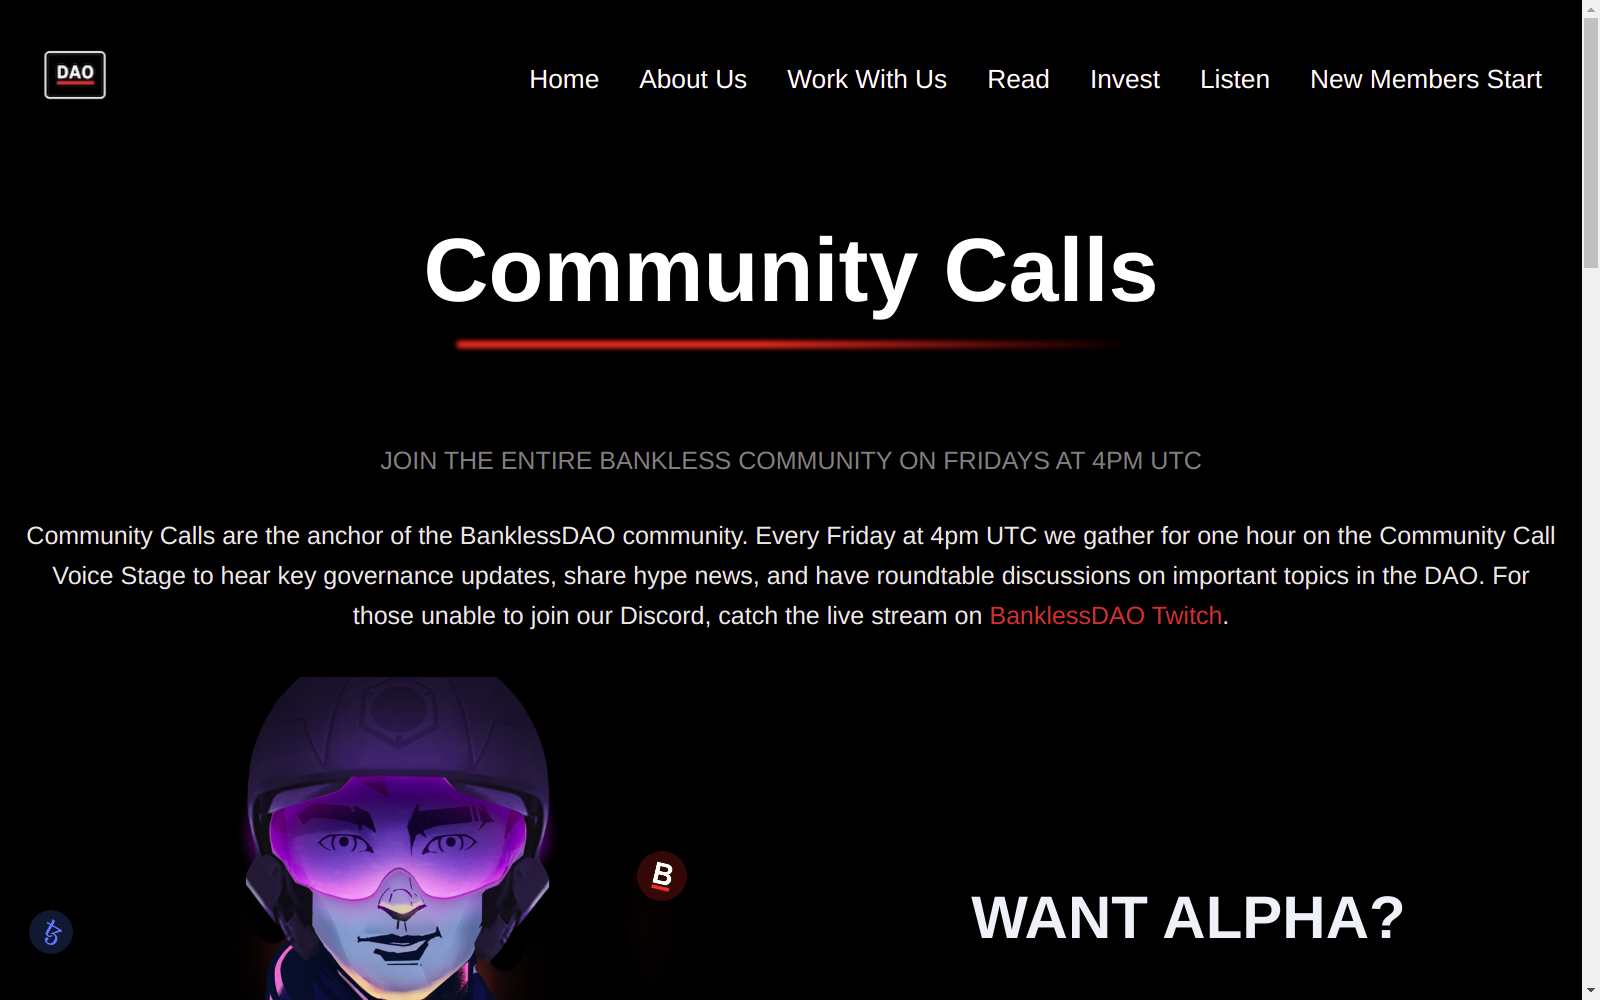 DAO
Home About Us Work With Us Read Invest Listen New Members Start
Community Calls
JOIN THE ENTIRE BANKLESS COMMUNITY ON FRIDAYS AT 4PM UTC
Community Calls are the anchor of the BanklessDAO community. Every Friday at 4pm UTC we gather for one hour on the Community Call
Voice Stage to hear key governance updates, share hype news, and have roundtable discussions on important topics in the DAO. For
those unable to join our Discord, catch the live stream on BanklessDAO Twitch.
B
WANT ALPHA?